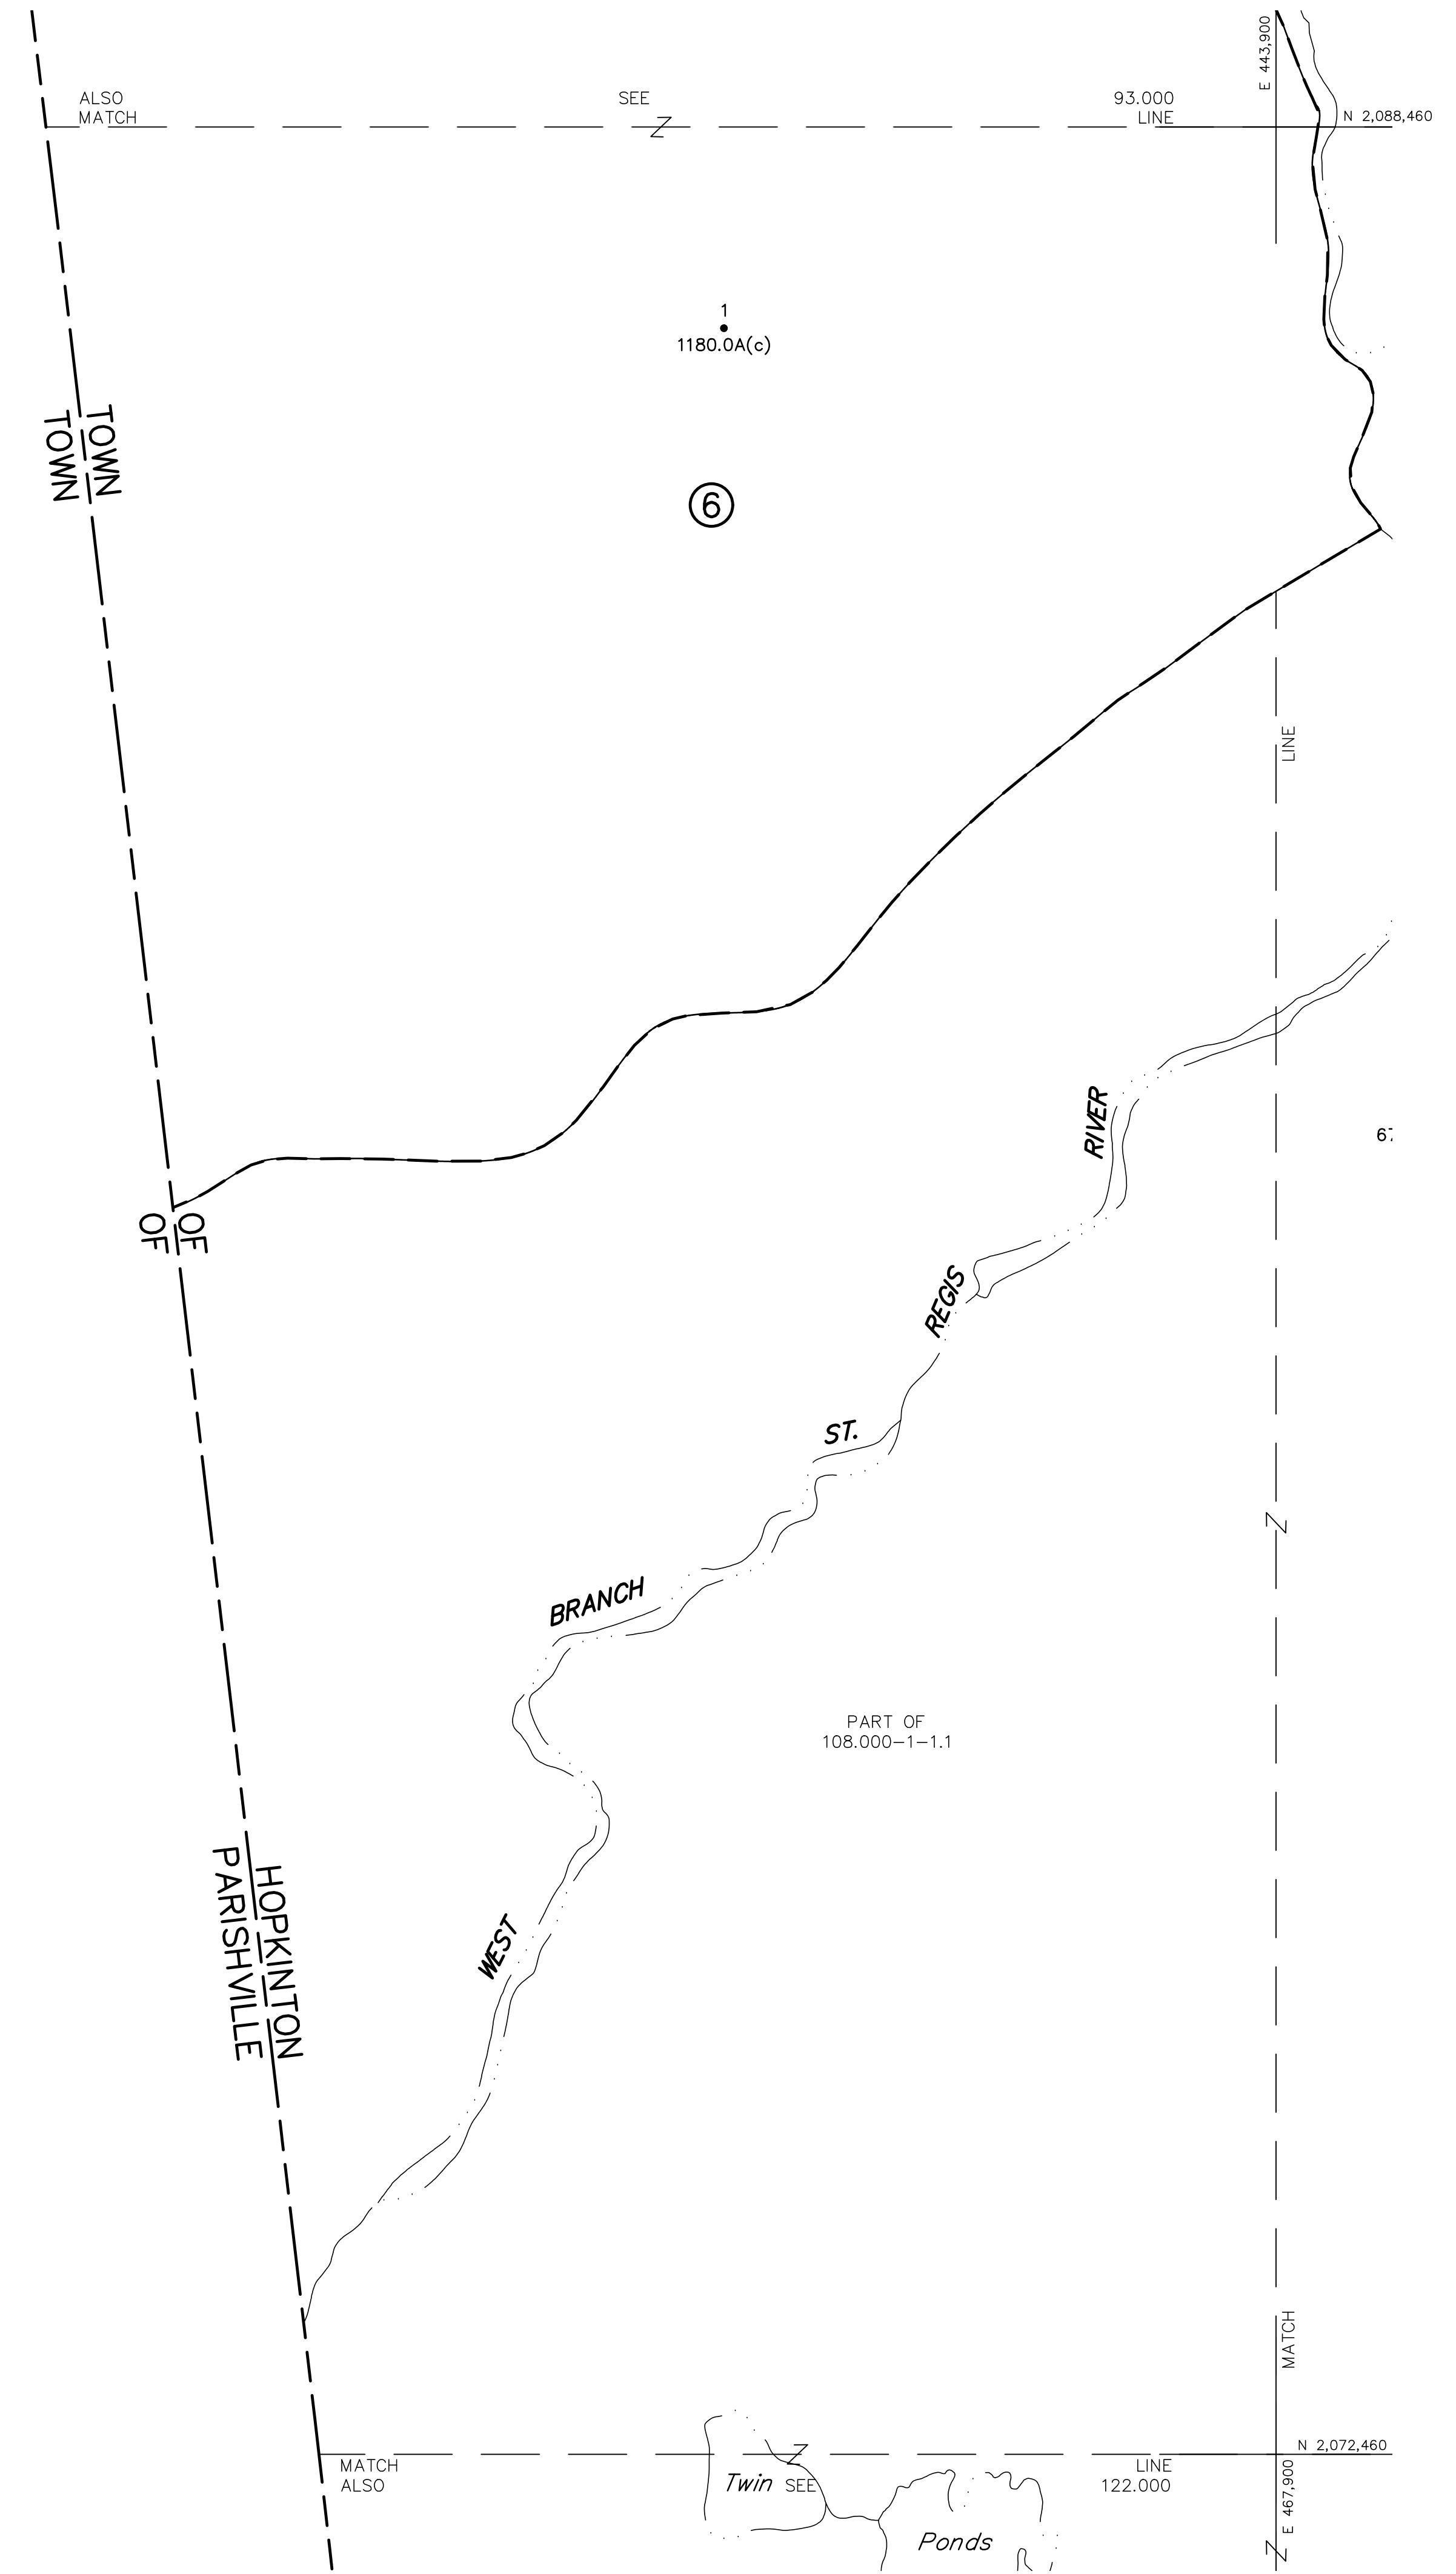 E 443,900
ALSO SEE 93.000
MATCH LINE
N 2,088,460
1
1180.0A(c)
TOWN
TOWN
6
LINE
RIVER
OF
OF
REGIS
ST.
BRANCH
PART OF
108.000-1-1.1
HOPKINTON
PARISHVILLE
WEST
MATCH
N 2,072,460
MATCH LINE
ALSO SEE 122.000
E 467,900
Twin
Ponds